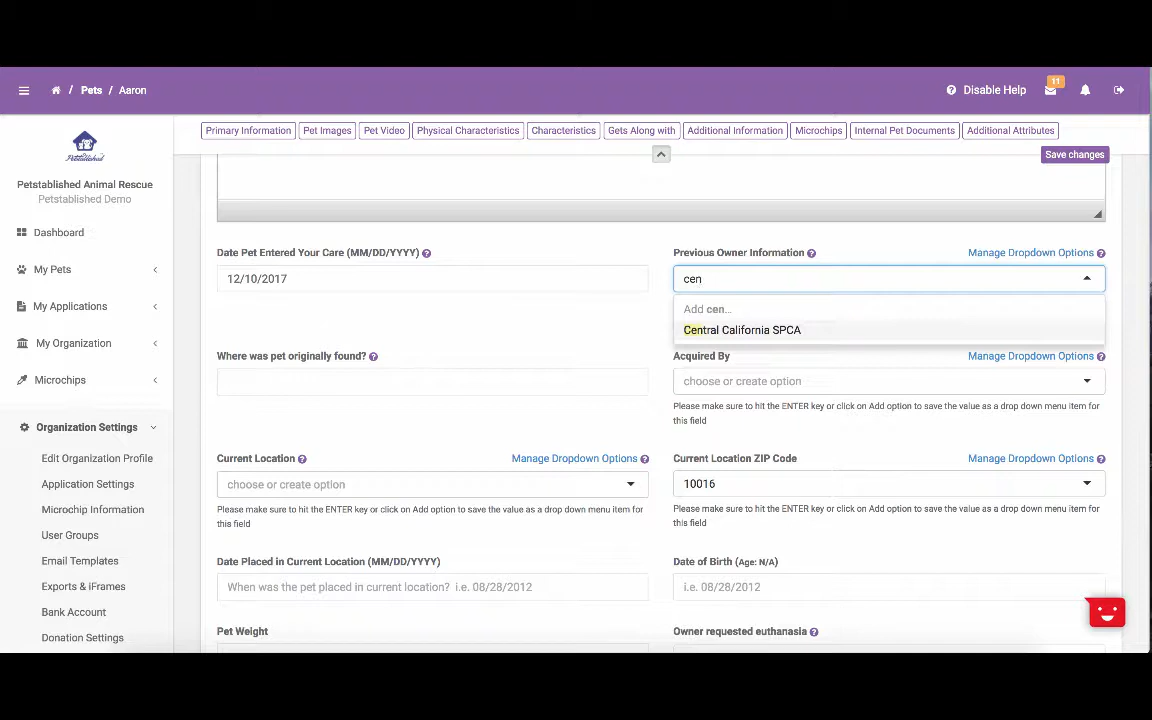 / Pets / Aaron
Disable Help
11
Petstablished
Petstablished Animal Rescue
Petstablished Demo
Dashboard
My Pets
My Applications
My Organization
Microchips
Organization Settings
Edit Organization Profile
Application Settings
Microchip Information
User Groups
Email Templates
Exports & iFrames
Bank Account
Donation Settings
Primary Information
Pet Images
Pet Video
Physical Characteristics
Characteristics
Gets Along with
Additional Information
Microchips
Internal Pet Documents
Additional Attributes
Save changes
Date Pet Entered Your Care (MM/DD/YYYY)
12/10/2017
Previous Owner Information
Manage Dropdown Options
cen
Add cen...
Central California SPCA
Where was pet originally found?
Acquired By
Manage Dropdown Options
choose or create option
Please make sure to hit the ENTER key or click on Add option to save the value as a drop down menu item for
this field
Current Location
Manage Dropdown Options
choose or create option
Please make sure to hit the ENTER key or click on Add option to save the value as a drop down menu item for
this field
Current Location ZIP Code
Manage Dropdown Options
10016
Please make sure to hit the ENTER key or click on Add option to save the value as a drop down menu item for
this field
Date Placed in Current Location (MM/DD/YYYY)
When was the pet placed in current location? i.e. 08/28/2012
Date of Birth (Age: N/A)
i.e. 08/28/2012
Pet Weight
Owner requested euthanasia